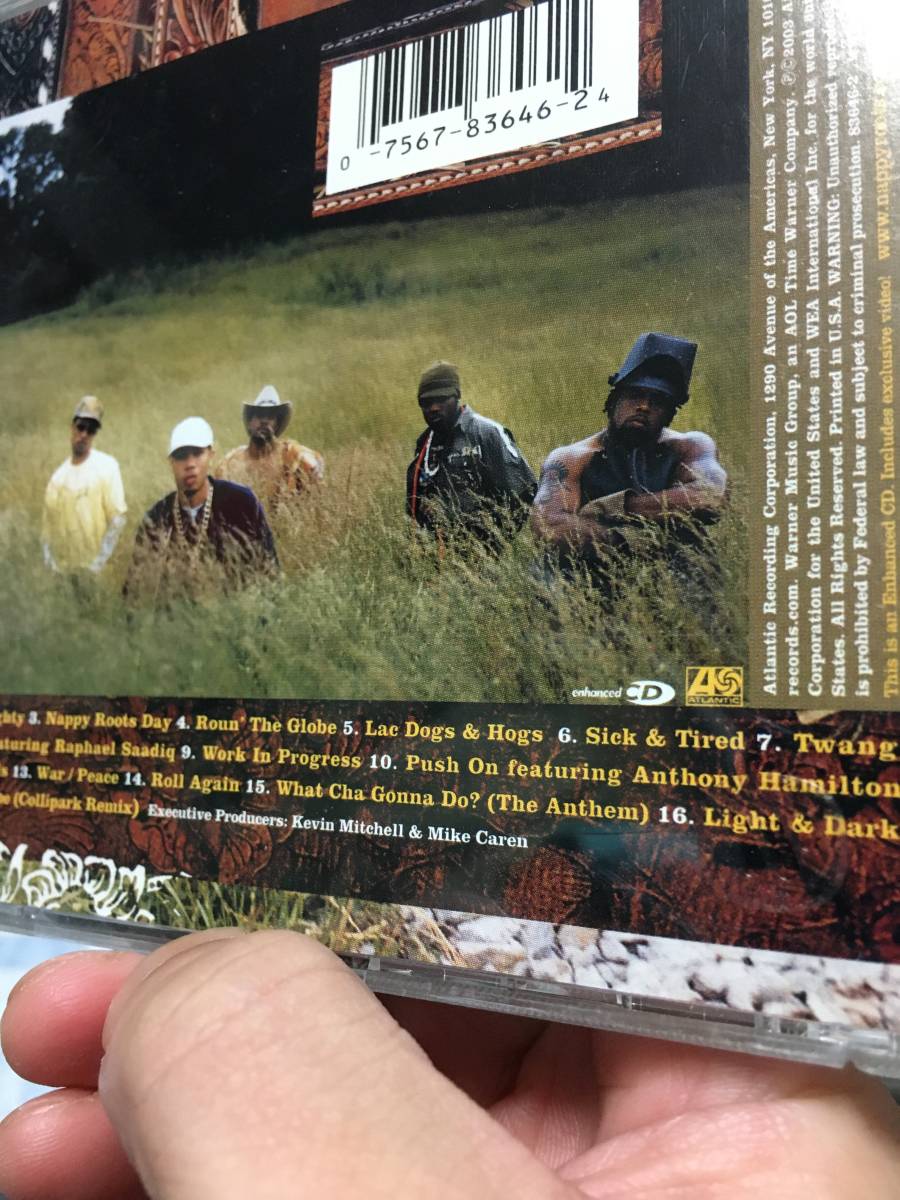 0 -7567-83646-2 4
Atlantic Recording Corporation, 1290 Avenue of the Americas, New York, NY
records.com. Warner Music Group, an AOL Time Warner Company. ℗©2003
Corporation for the United States and WEA International Inc. for the world
States. All Rights Reserved. Printed in U.S.A. WARNING: Unauthorized
is prohibited by Federal law and subject to criminal prosecution. 83646-2
This is an Enhanced CD. Includes exclusive video!
enhanced CD
ATLANTIC
3. Nappy Roots Day 4. Roun' The Globe 5. Lac Dogs & Hogs 6. Sick & Tired 7. Twang
Raphael Saadiq 9. Work In Progress 10. Push On featuring Anthony Hamilton
13. War / Peace 14. Roll Again 15. What Cha Gonna Do? (The Anthem) 16. Light & Dark
(Collipark Remix) Executive Producers: Kevin Mitchell & Mike Caren